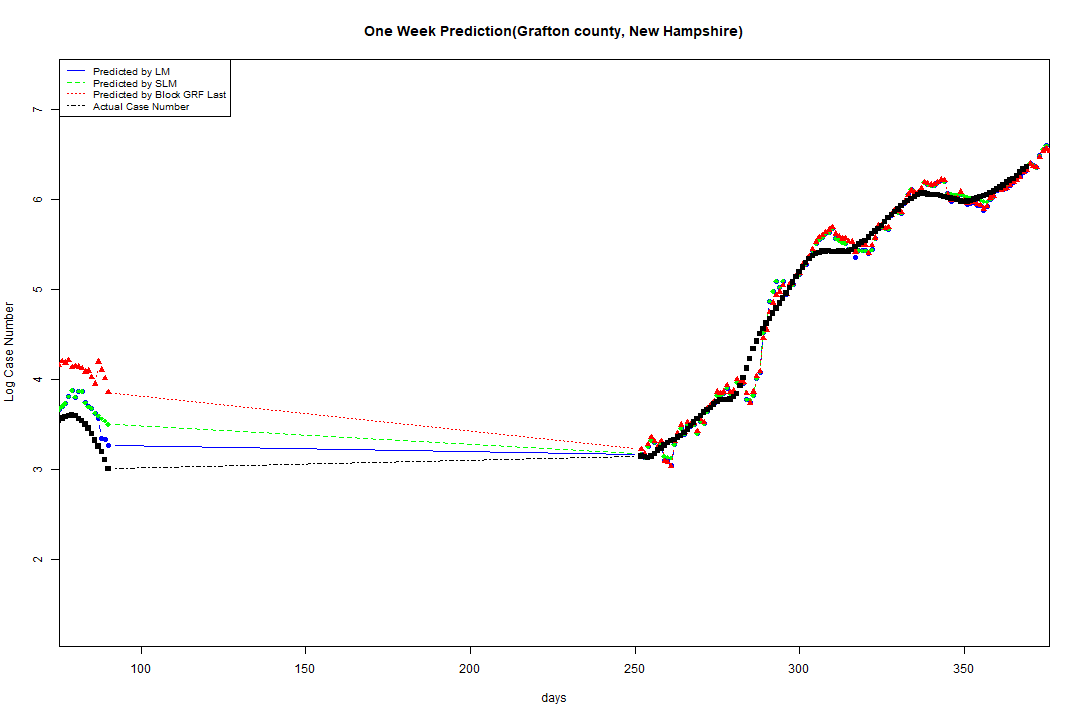 One Week Prediction(Grafton county, New Hampshire)
Predicted by LM
Predicted by SLM
Predicted by Block GRF Last
Actual Case Number
7
6
5
4
3
2
Log Case Number
100 150 200 250 300 350
days